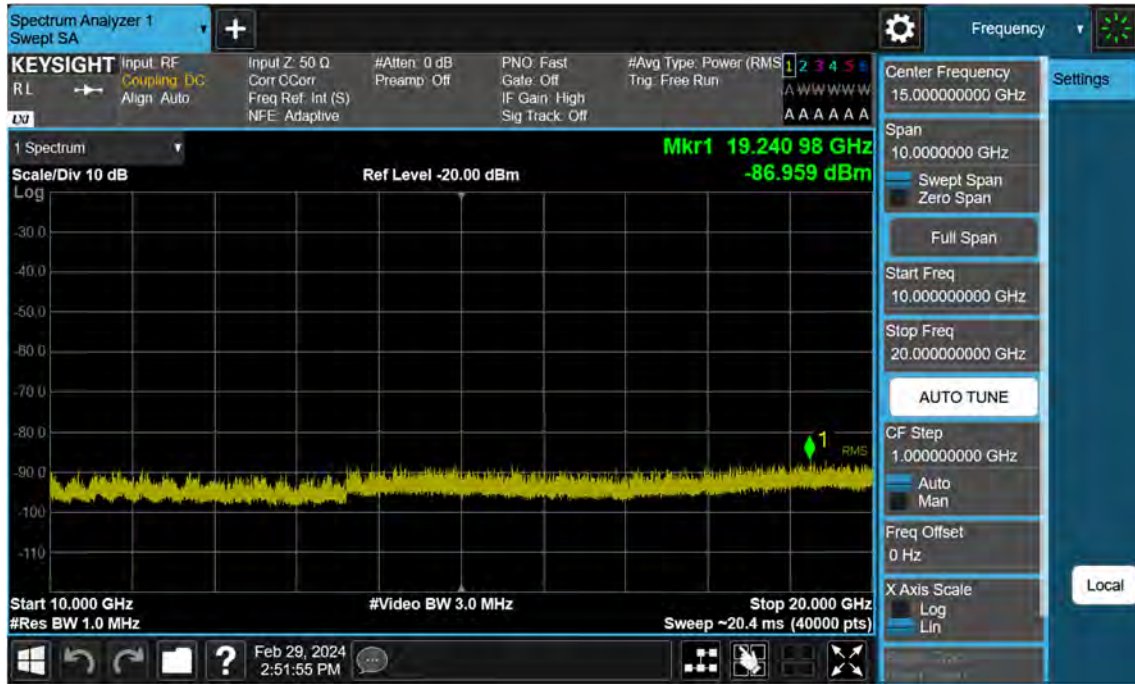 Spectrum Analyzer 1
Swept SA
+
Frequency
KEYSIGHT
RL
LXI
Input: RF
Coupling: DC
Align: Auto
Input Z: 50 Ω
Corr CCorr
Freq Ref: Int (S)
NFE: Adaptive
#Atten: 0 dB
Preamp: Off
PNO: Fast
Gate: Off
IF Gain: High
Sig Track: Off
#Avg Type: Power (RMS
Trig: Free Run
1 2 3 4 5 6
A W W W W W
A A A A A A
1 Spectrum
Mkr1 19.240 98 GHz
Scale/Div 10 dB
Ref Level -20.00 dBm
-86.959 dBm
Log
-30.0
-40.0
-50.0
-60.0
-70.0
-80.0
1
RMS
-90.0
-100
-110
Start 10.000 GHz
#Video BW 3.0 MHz
Stop 20.000 GHz
#Res BW 1.0 MHz
Sweep ~20.4 ms (40000 pts)
?
Feb 29, 2024
2:51:55 PM
Center Frequency
15.000000000 GHz
Settings
Span
10.0000000 GHz
Swept Span
Zero Span
Full Span
Start Freq
10.000000000 GHz
Stop Freq
20.000000000 GHz
AUTO TUNE
CF Step
1.000000000 GHz
Auto
Man
Freq Offset
0 Hz
X Axis Scale
Log
Lin
Local